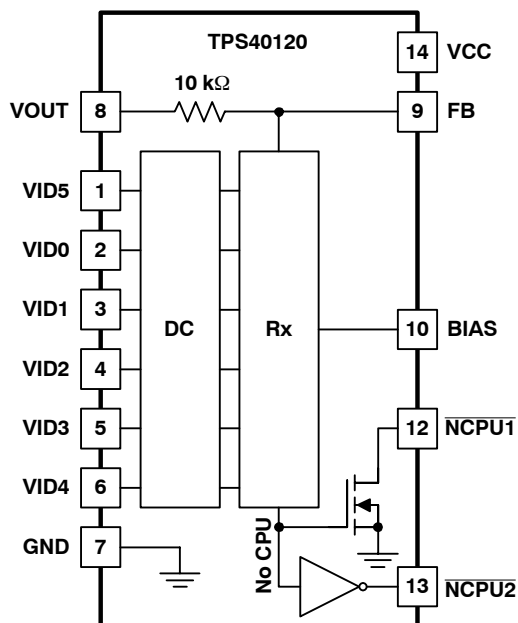 TPS40120
14 VCC
10 kΩ
VOUT 8
9 FB
VID5 1
VID0 2
VID1 3
DC
Rx
10 BIAS
VID2 4
VID3 5
12 NCPU1
VID4 6
GND 7
No CPU
13 NCPU2